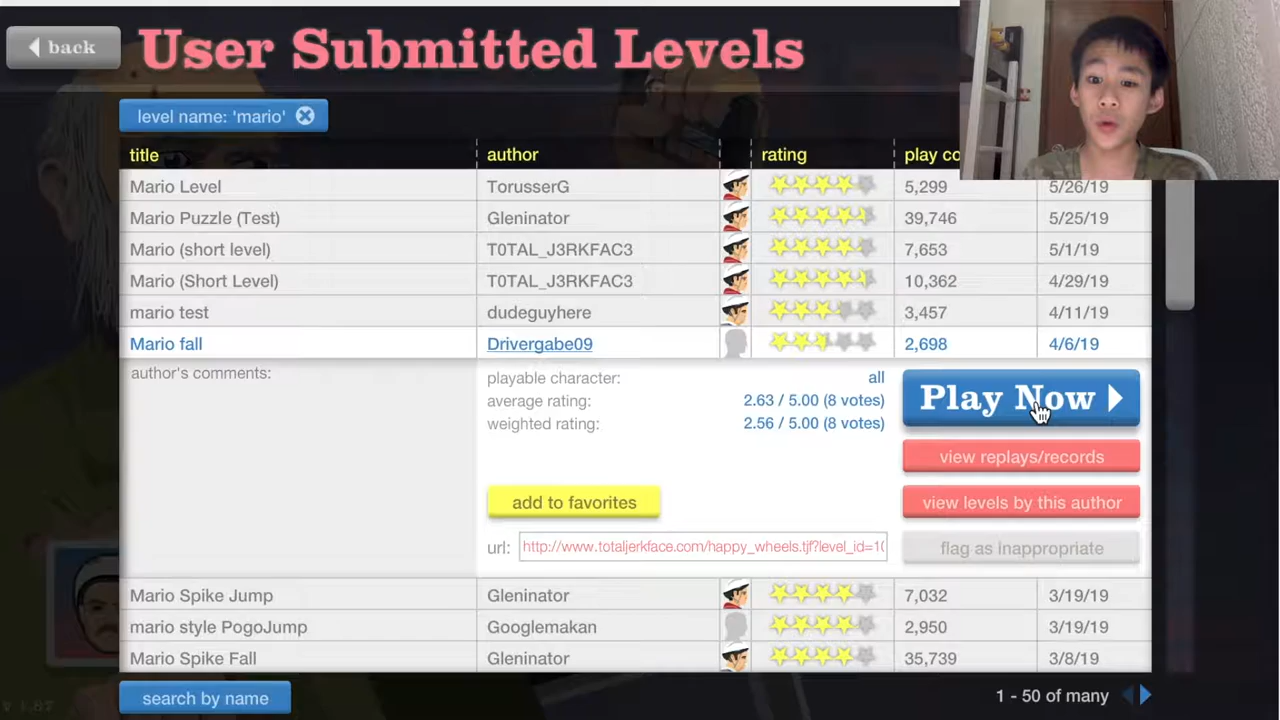 back
User Submitted Levels
level name: 'mario'
title author rating play co
Mario Level TorusserG 5,299 5/26/19
Mario Puzzle (Test) Gleninator 39,746 5/25/19
Mario (short level) T0TAL_J3RKFAC3 7,653 5/1/19
Mario (Short Level) T0TAL_J3RKFAC3 10,362 4/29/19
mario test dudeguyhere 3,457 4/11/19
Mario fall Drivergabe09 2,698 4/6/19
author's comments:
playable character: all
average rating: 2.63 / 5.00 (8 votes)
weighted rating: 2.56 / 5.00 (8 votes)
Play Now
view replays/records
add to favorites
view levels by this author
url: http://www.totaljerkface.com/happy_wheels.tjf?level_id=1(
flag as inappropriate
Mario Spike Jump Gleninator 7,032 3/19/19
mario style PogoJump Googlemakan 2,950 3/19/19
Mario Spike Fall Gleninator 35,739 3/8/19
search by name
1 - 50 of many
v 1.87